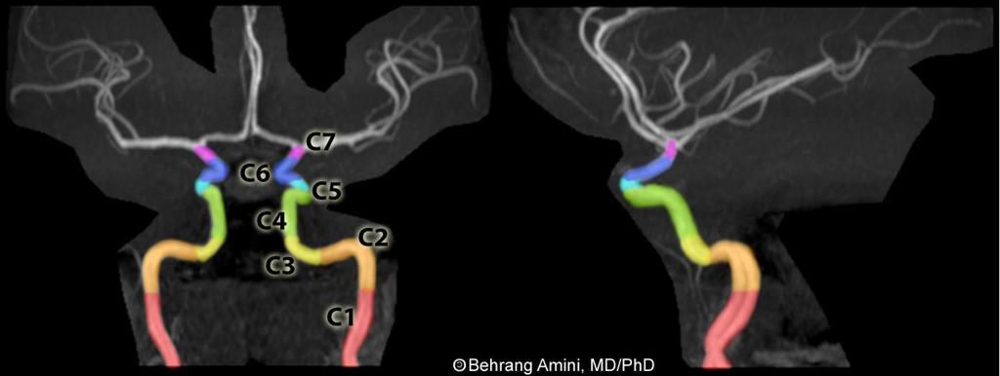 C7
C6
C5
C4
C2
C3
C1
©Behrang Amini, MD/PhD